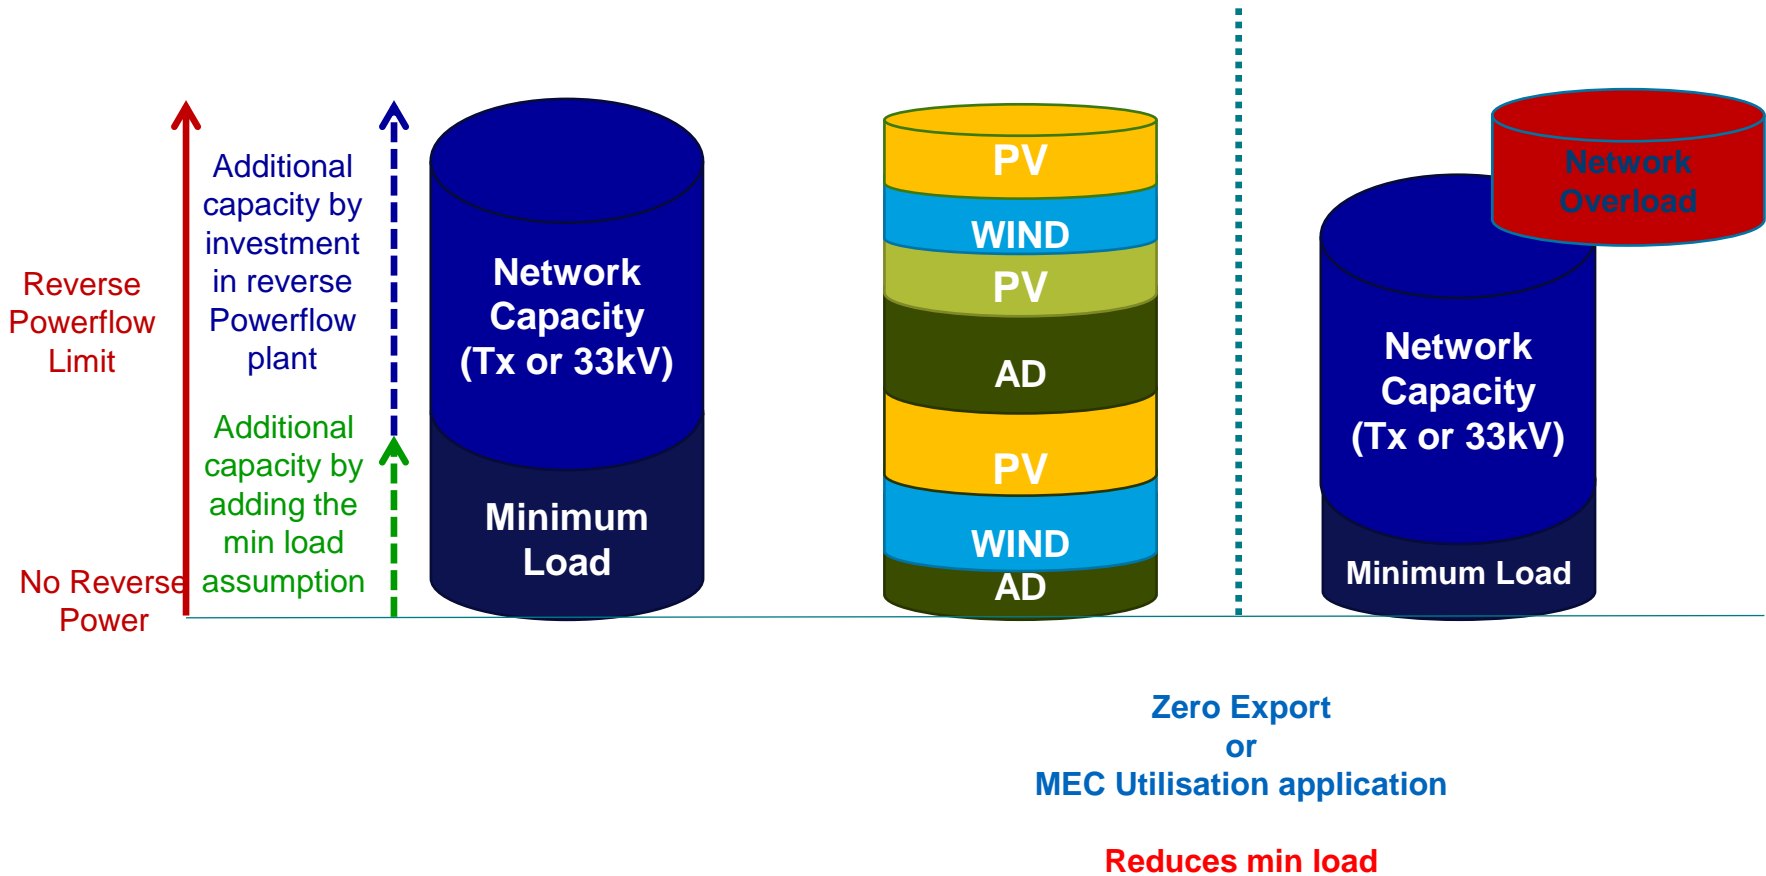 Reverse
Powerflow
Limit
No Reverse
Power
Additional
capacity by
investment
in reverse
Powerflow
plant
Additional
capacity by
adding the
min load
assumption
Network
Capacity
(Tx or 33kV)
Minimum
Load
PV
WIND
PV
AD
PV
WIND
AD
Network
Overload
Network
Capacity
(Tx or 33kV)
Minimum Load
Zero Export
or
MEC Utilisation application
Reduces min load